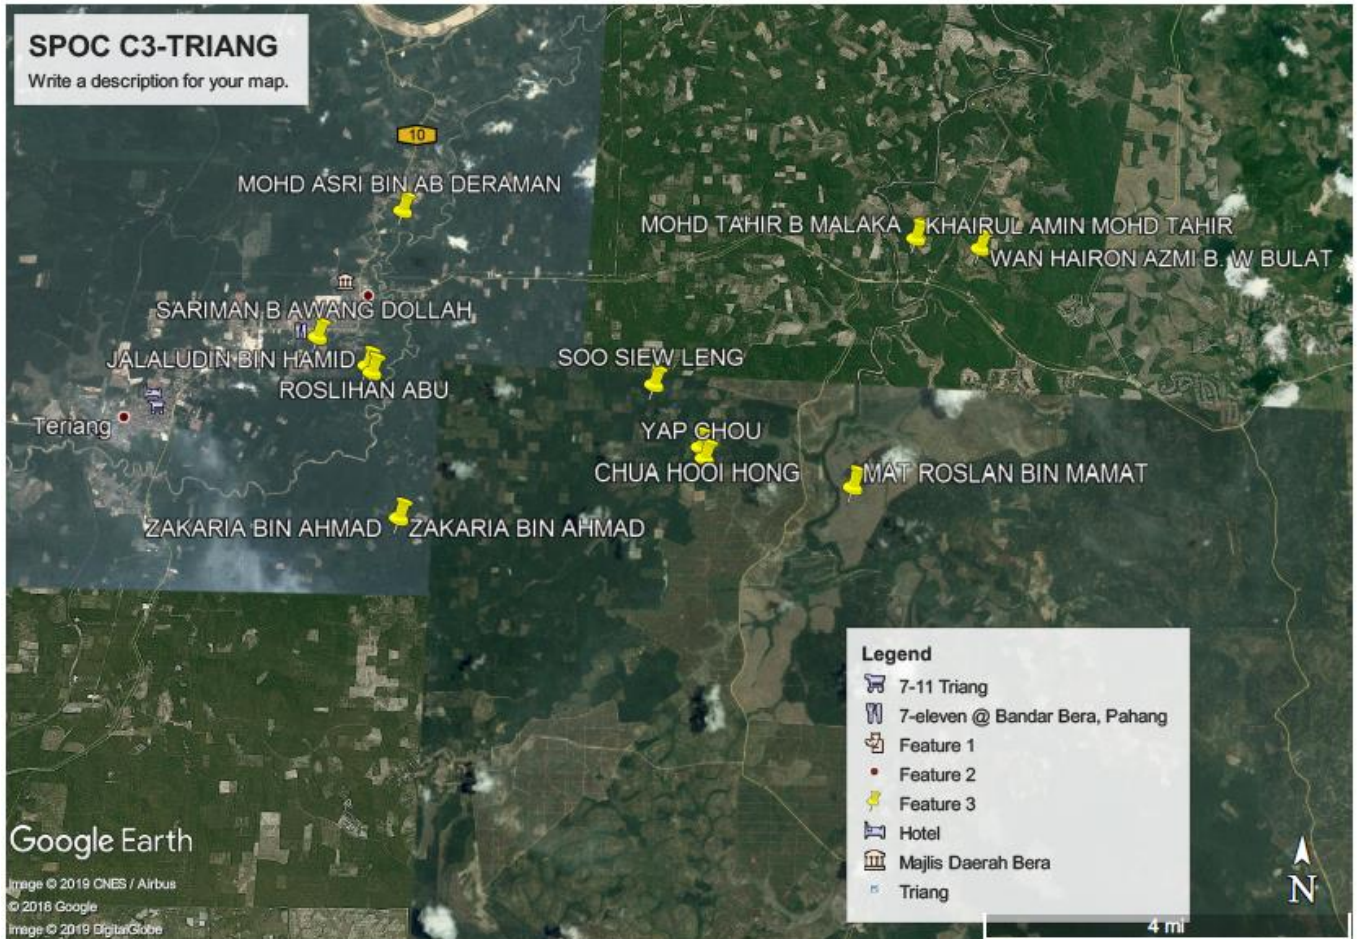 SPOC C3-TRIANG
Write a description for your map.
10
MOHD ASRI BIN AB DERAMAN
MOHD TAHIR B MALAKA
KHAIRUL AMIN MOHD TAHIR
WAN HAIRON AZMI B. W BULAT
SARIMAN B AWANG DOLLAH
JALALUDIN BIN HAMID
ROSLIHAN ABU
SOO SIEW LENG
Teriang
YAP CHOU
CHUA HOOI HONG
MAT ROSLAN BIN MAMAT
ZAKARIA BIN AHMAD
ZAKARIA BIN AHMAD
Legend
7-11 Triang
7-eleven @ Bandar Bera, Pahang
Feature 1
Feature 2
Feature 3
Hotel
Majlis Daerah Bera
Triang
Google Earth
Image © 2019 CNES / Airbus
© 2018 Google
Image © 2019 DigitalGlobe
N
4 mi